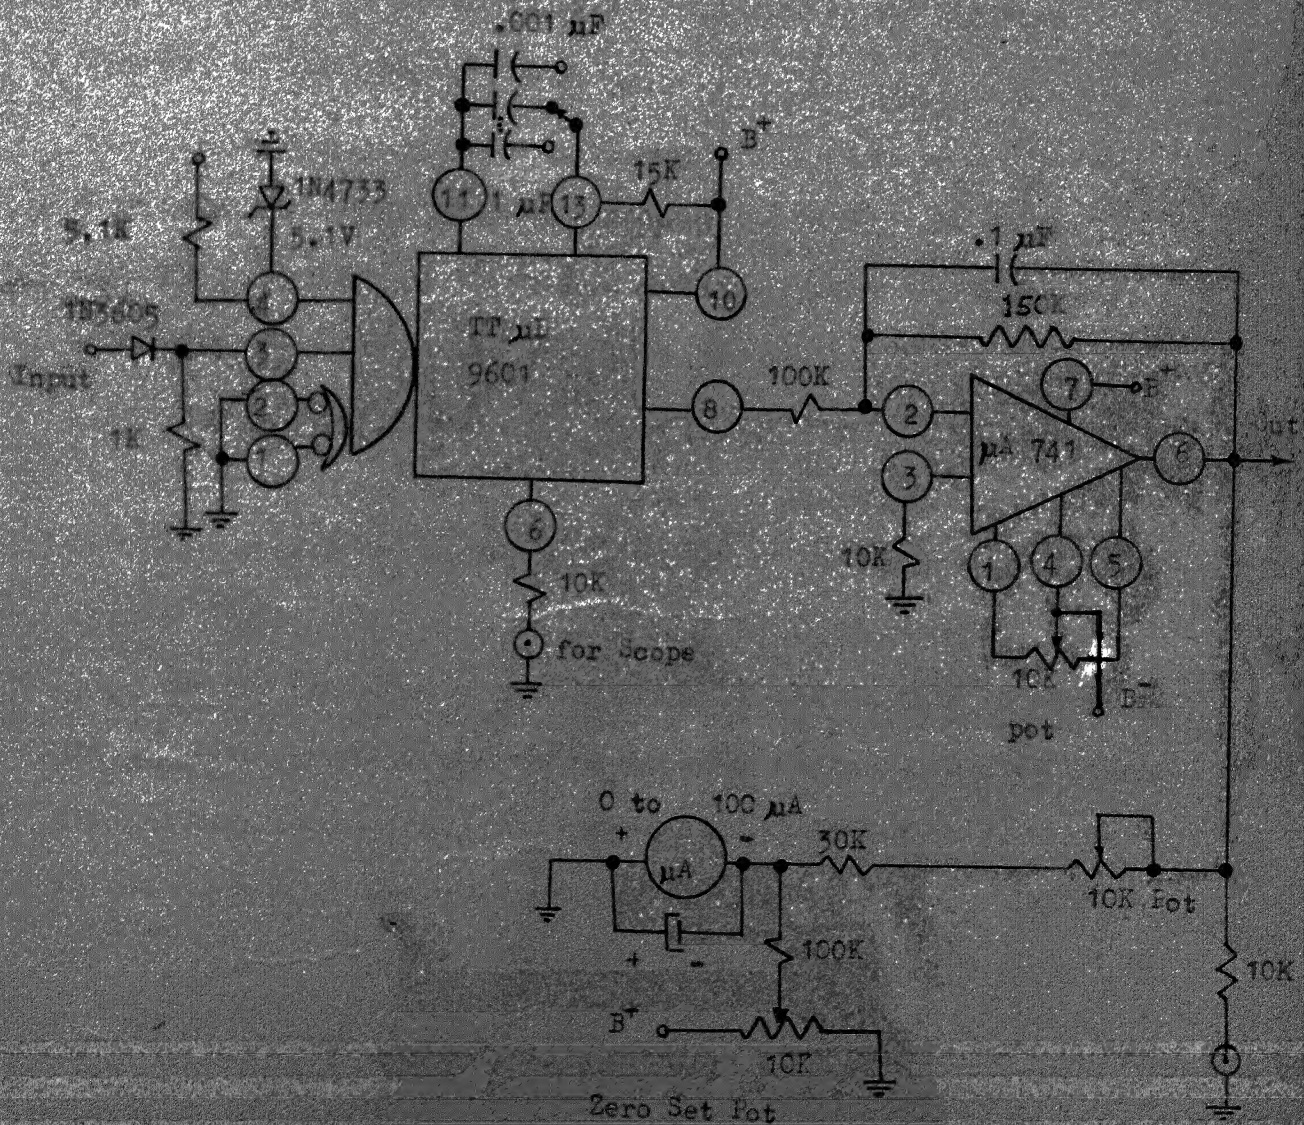 .001 µF
B+
1N4733
15K
11
1 µF
13
5.1K
5.1V
.1 µF
4
10
150K
1N3605
TT µL
9601
3
Input
100K
7
B+
2
8
2
Out
1K
1
µA 741
6
3
6
10K
10K
1
4
5
for Scope
10K
B-
pot
0 to 100 µA
+
-
30K
µA
10K Pot
+
-
100K
10K
B+
10K
Zero Set Pot